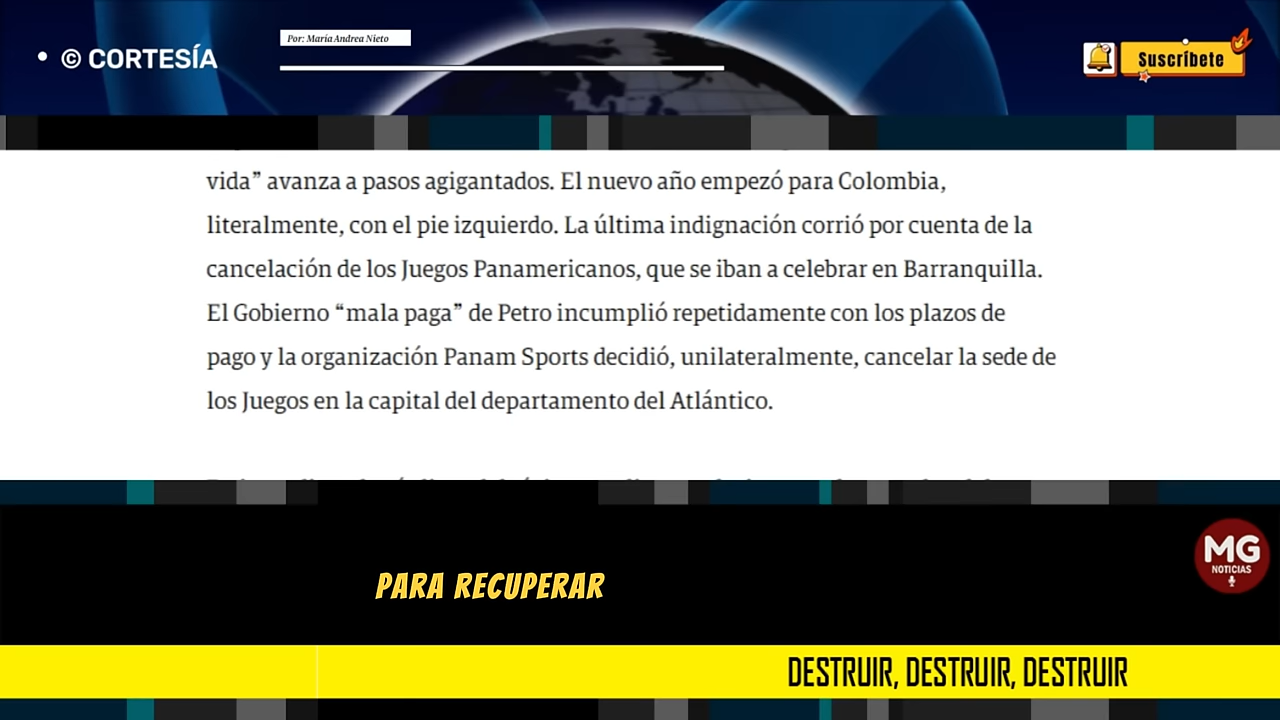 Por: María Andrea Nieto
• © CORTESÍA
Suscríbete
vida” avanza a pasos agigantados. El nuevo año empezó para Colombia,
literalmente, con el pie izquierdo. La última indignación corrió por cuenta de la
cancelación de los Juegos Panamericanos, que se iban a celebrar en Barranquilla.
El Gobierno “mala paga” de Petro incumplió repetidamente con los plazos de
pago y la organización Panam Sports decidió, unilateralmente, cancelar la sede de
los Juegos en la capital del departamento del Atlántico.
MG
NOTICIAS
PARA RECUPERAR
DESTRUIR, DESTRUIR, DESTRUIR